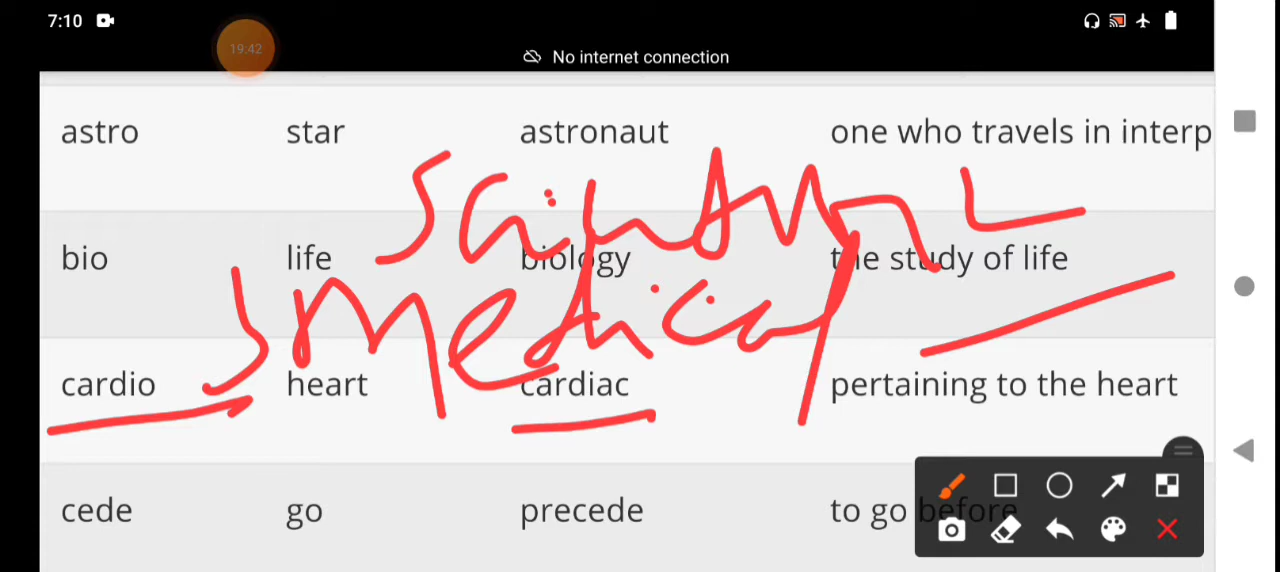 7:10
19:42
No internet connection
astro star astronaut one who travels in interp
bio life biology the study of life
Medical
cardio heart cardiac pertaining to the heart
cede go precede to go before